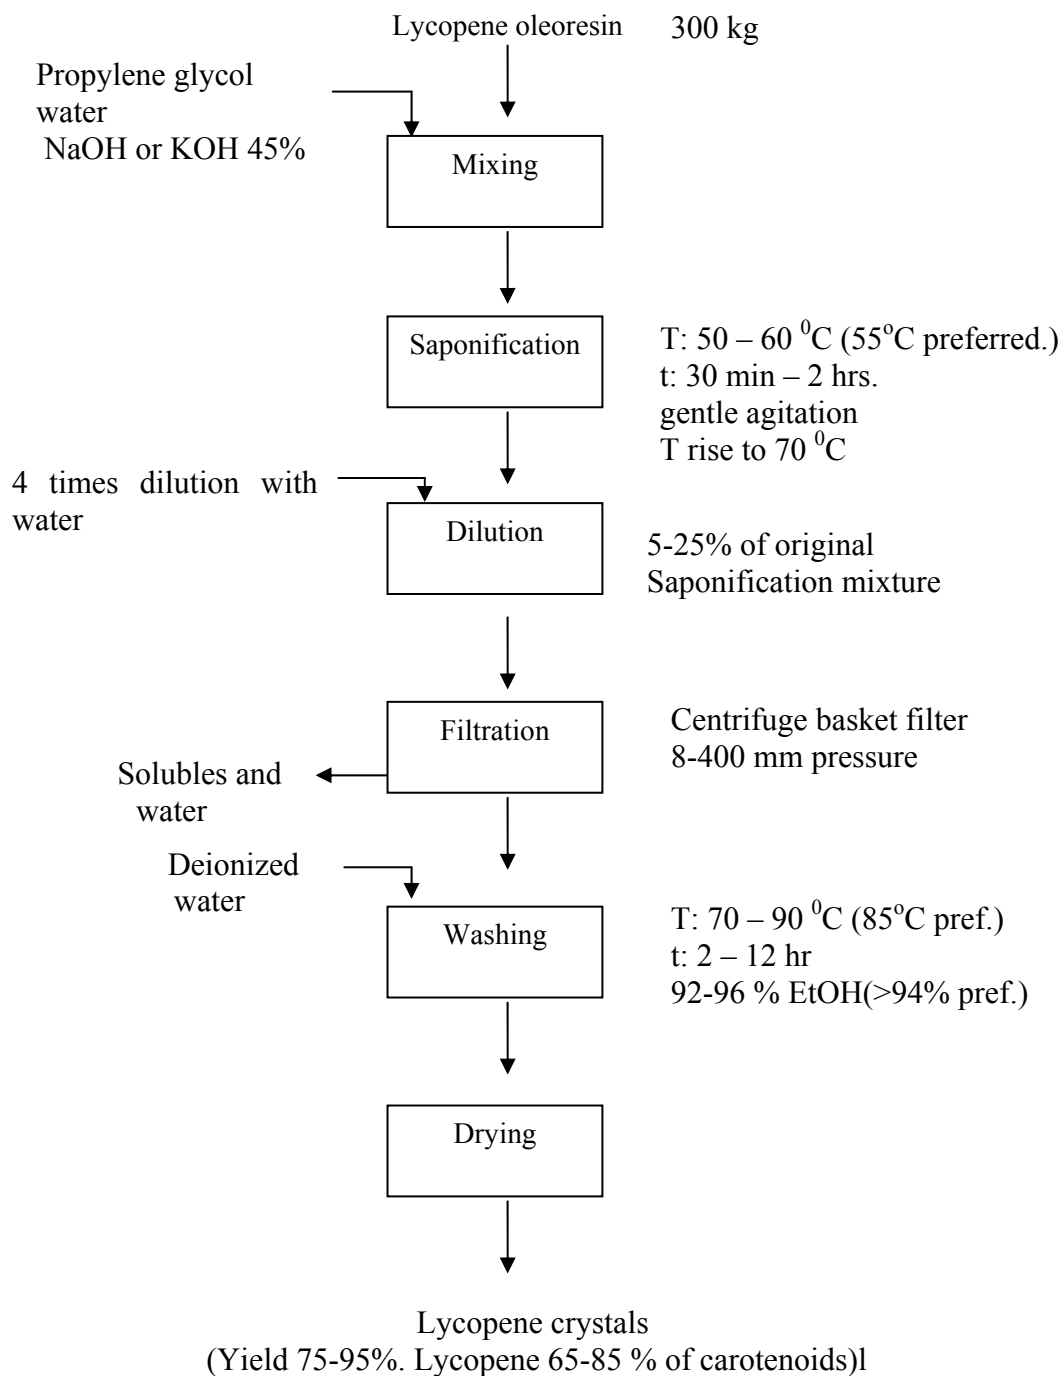 Lycopene oleoresin 300 kg
Propylene glycol
water
NaOH or KOH 45%
Mixing
Saponification
T: 50 – 60 ⁰C (55°C preferred.)
t: 30 min – 2 hrs.
gentle agitation
T rise to 70 ⁰C
4 times dilution with
water
Dilution
5-25% of original
Saponification mixture
Filtration
Centrifuge basket filter
8-400 mm pressure
Solubles and
water
Deionized
water
Washing
T: 70 – 90 ⁰C (85°C pref.)
t: 2 – 12 hr
92-96 % EtOH(>94% pref.)
Drying
Lycopene crystals
(Yield 75-95%. Lycopene 65-85 % of carotenoids)l